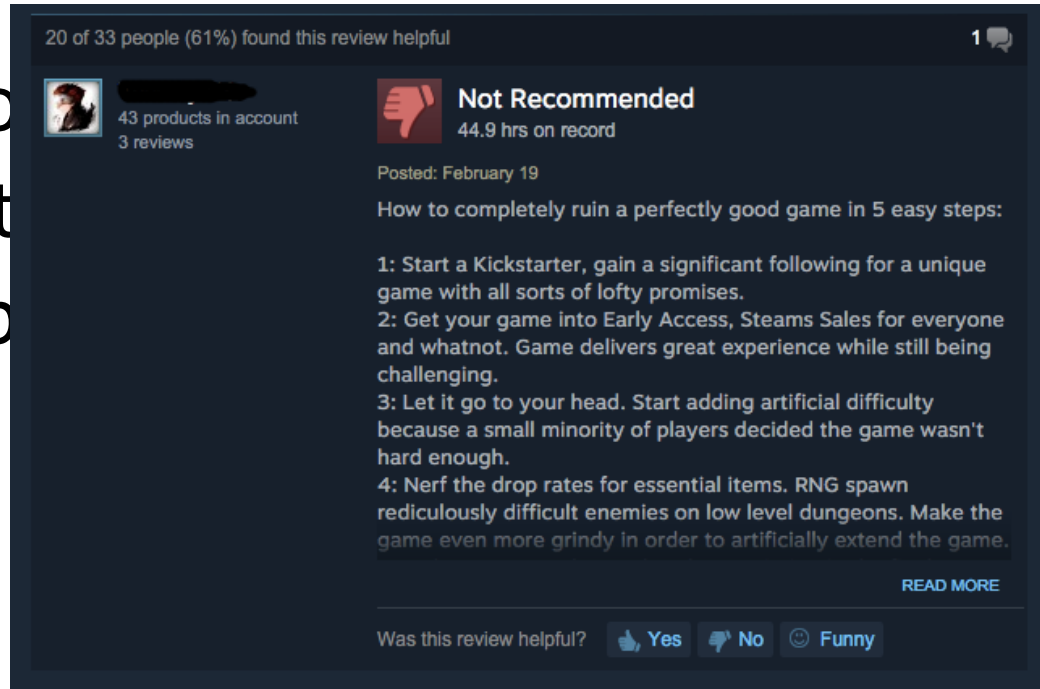 20 of 33 people (61%) found this review helpful
1
43 products in account
3 reviews
Not Recommended
44.9 hrs on record
Posted: February 19
How to completely ruin a perfectly good game in 5 easy steps:
1: Start a Kickstarter, gain a significant following for a unique
game with all sorts of lofty promises.
2: Get your game into Early Access, Steams Sales for everyone
and whatnot. Game delivers great experience while still being
challenging.
3: Let it go to your head. Start adding artificial difficulty
because a small minority of players decided the game wasn't
hard enough.
4: Nerf the drop rates for essential items. RNG spawn
rediculously difficult enemies on low level dungeons. Make the
game even more grindy in order to artificially extend the game.
READ MORE
Was this review helpful? Yes No Funny